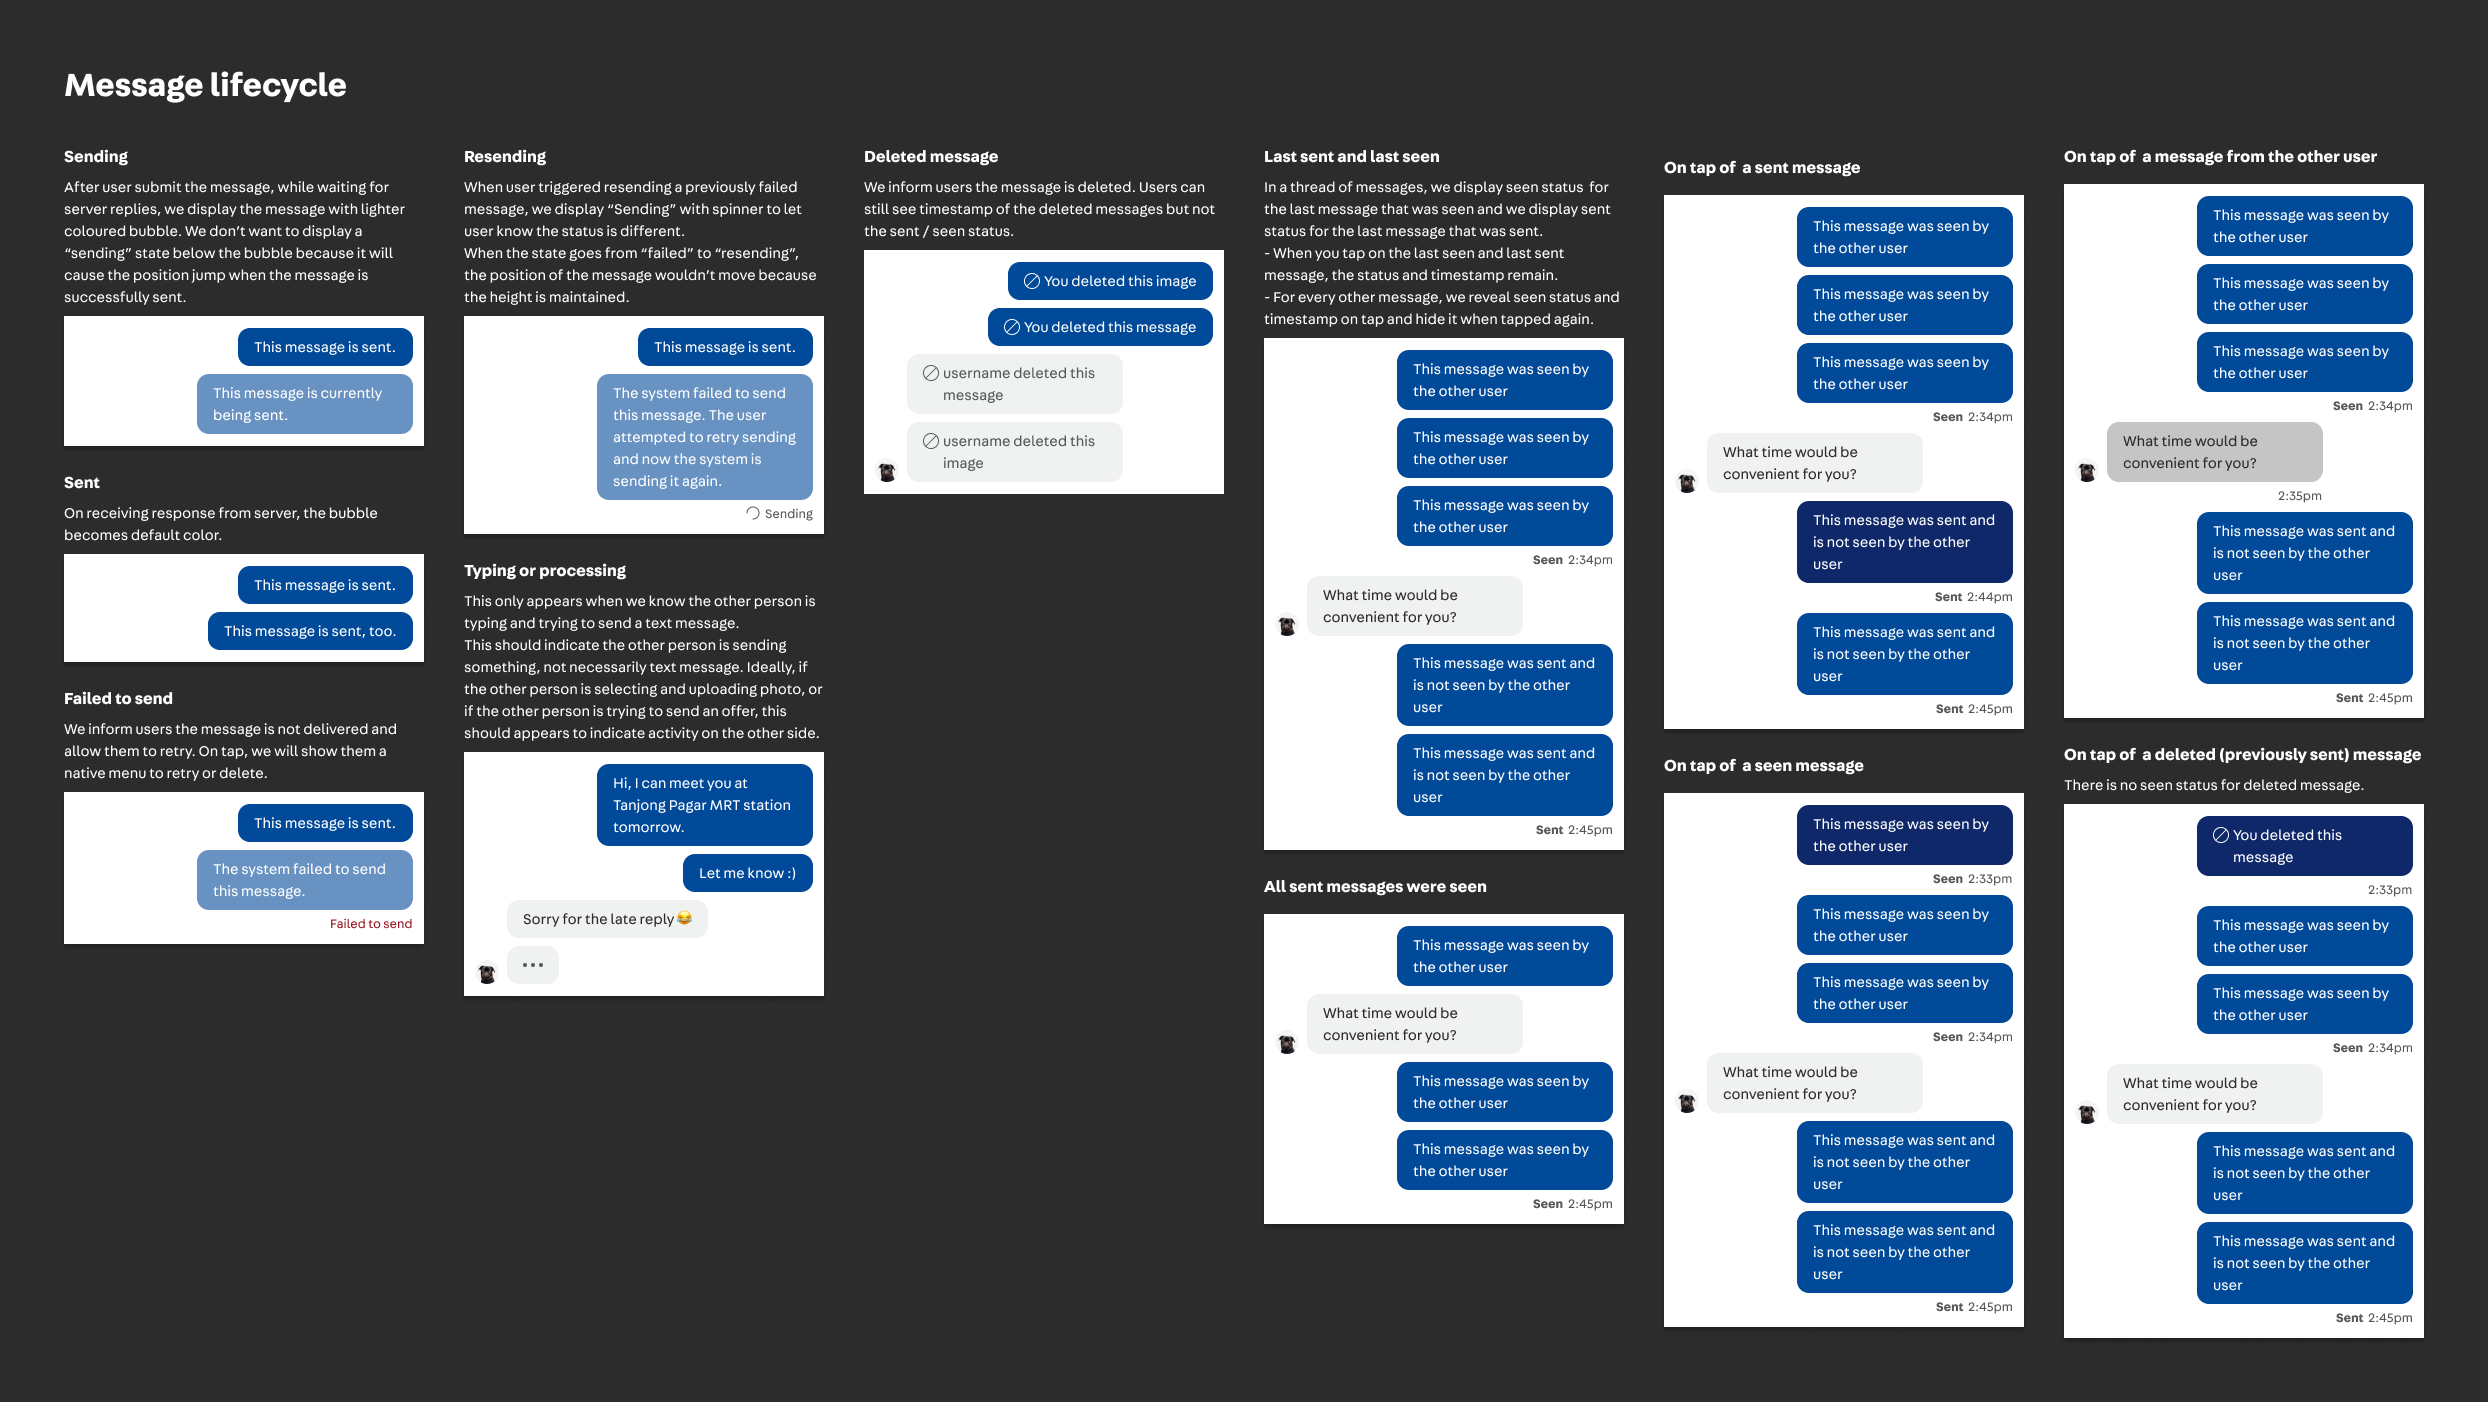 Message lifecycle
Sending
After user submit the message, while waiting for
server replies, we display the message with lighter
coloured bubble. We don’t want to display a
“sending” state below the bubble because it will
cause the position jump when the message is
successfully sent.
This message is sent.
This message is currently
being sent.
Sent
On receiving response from server, the bubble
becomes default color.
This message is sent.
This message is sent, too.
Failed to send
We inform users the message is not delivered and
allow them to retry. On tap, we will show them a
native menu to retry or delete.
This message is sent.
The system failed to send
this message.
Failed to send
Resending
When user triggered resending a previously failed
message, we display “Sending” with spinner to let
user know the status is different.
When the state goes from “failed” to “resending”,
the position of the message wouldn’t move because
the height is maintained.
This message is sent.
The system failed to send
this message. The user
attempted to retry sending
and now the system is
sending it again.
Sending
Typing or processing
This only appears when we know the other person is
typing and trying to send a text message.
This should indicate the other person is sending
something, not necessarily text message. Ideally, if
the other person is selecting and uploading photo, or
if the other person is trying to send an offer, this
should appears to indicate activity on the other side.
Hi, I can meet you at
Tanjong Pagar MRT station
tomorrow.
Let me know :)
Sorry for the late reply 😂
Deleted message
We inform users the message is deleted. Users can
still see timestamp of the deleted messages but not
the sent / seen status.
You deleted this image
You deleted this message
username deleted this
message
username deleted this
image
Last sent and last seen
In a thread of messages, we display seen status for
the last message that was seen and we display sent
status for the last message that was sent.
- When you tap on the last seen and last sent
message, the status and timestamp remain.
- For every other message, we reveal seen status and
timestamp on tap and hide it when tapped again.
This message was seen by
the other user
This message was seen by
the other user
This message was seen by
the other user
Seen 2:34pm
What time would be
convenient for you?
This message was sent and
is not seen by the other
user
This message was sent and
is not seen by the other
user
Sent 2:45pm
All sent messages were seen
This message was seen by
the other user
What time would be
convenient for you?
This message was seen by
the other user
This message was seen by
the other user
Seen 2:45pm
On tap of a sent message
This message was seen by
the other user
This message was seen by
the other user
This message was seen by
the other user
Seen 2:34pm
What time would be
convenient for you?
This message was sent and
is not seen by the other
user
Sent 2:44pm
This message was sent and
is not seen by the other
user
Sent 2:45pm
On tap of a seen message
This message was seen by
the other user
Seen 2:33pm
This message was seen by
the other user
This message was seen by
the other user
Seen 2:34pm
What time would be
convenient for you?
This message was sent and
is not seen by the other
user
This message was sent and
is not seen by the other
user
Sent 2:45pm
On tap of a message from the other user
This message was seen by
the other user
This message was seen by
the other user
This message was seen by
the other user
Seen 2:34pm
What time would be
convenient for you?
2:35pm
This message was sent and
is not seen by the other
user
This message was sent and
is not seen by the other
user
Sent 2:45pm
On tap of a deleted (previously sent) message
There is no seen status for deleted message.
You deleted this
message
2:33pm
This message was seen by
the other user
This message was seen by
the other user
Seen 2:34pm
What time would be
convenient for you?
This message was sent and
is not seen by the other
user
This message was sent and
is not seen by the other
user
Sent 2:45pm